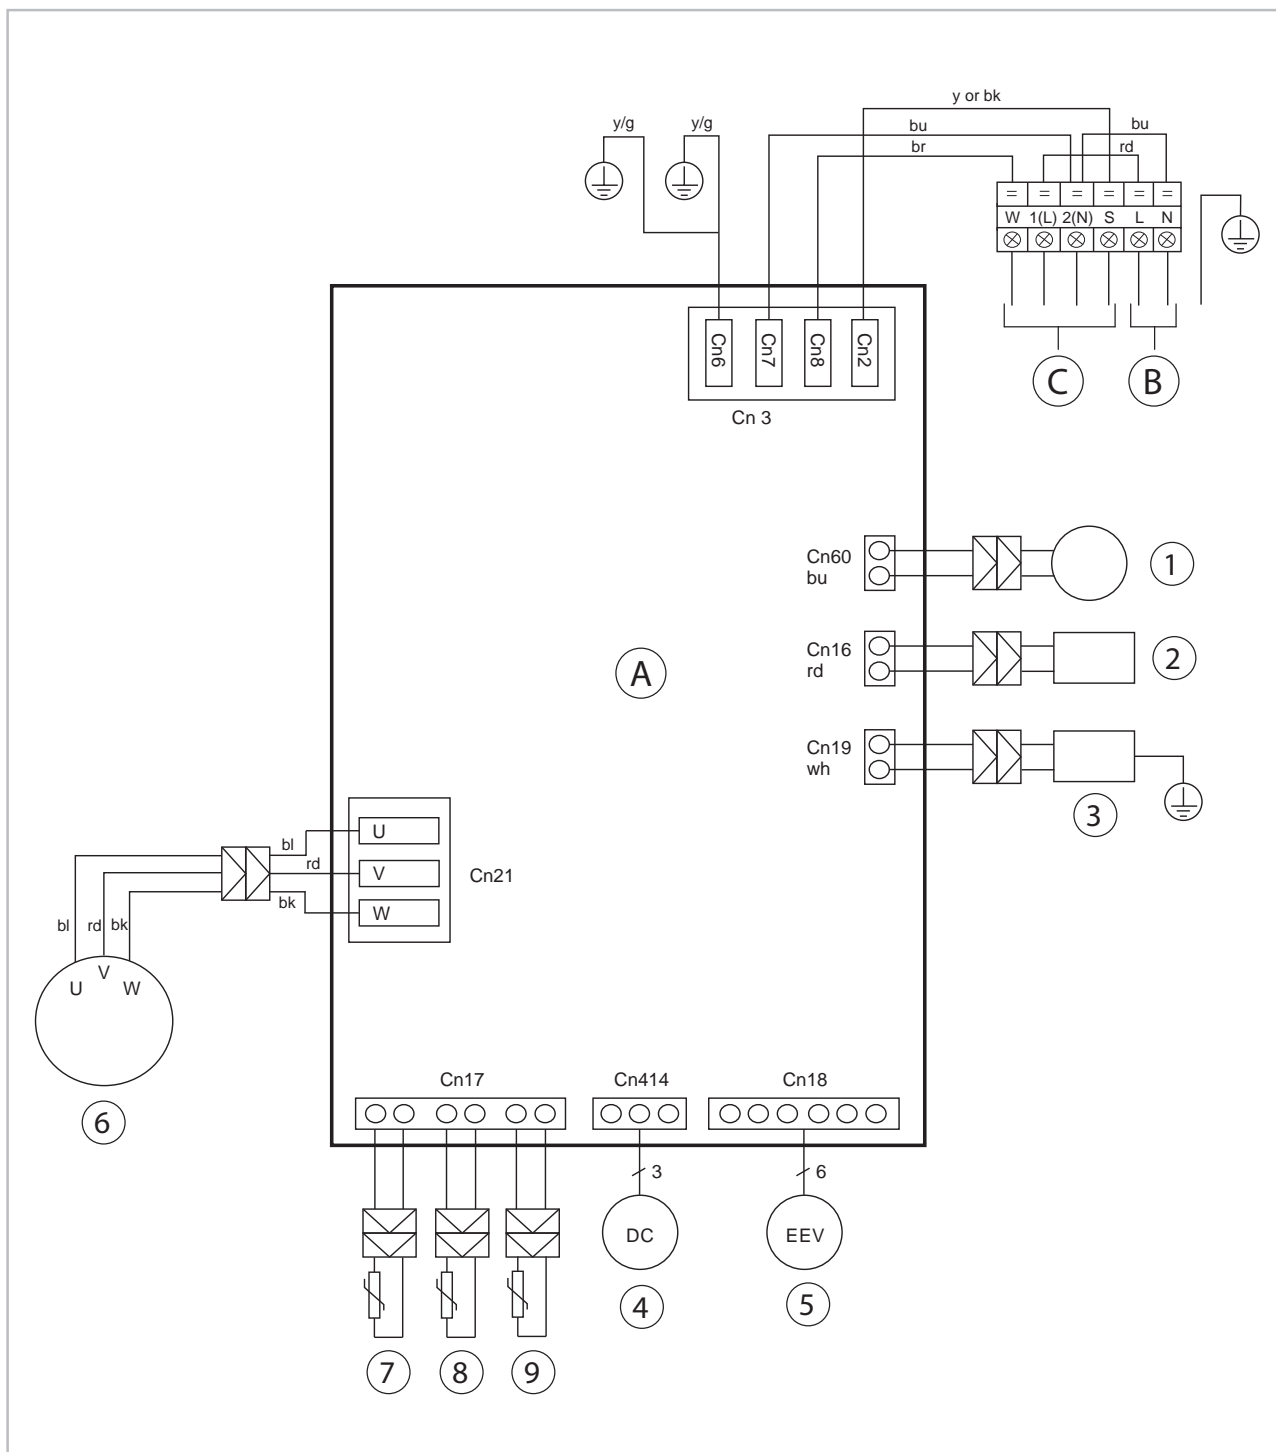 y or bk
y/g y/g bu bu
br rd
= = = = = =
W 1(L) 2(N) S L N
Cn6 Cn7 Cn8 Cn2
C B
Cn 3
Cn60
bu
1
Cn16
rd
2
A
Cn19
wh
3
U
bl
rd
V
Cn21
bk
W
bl rd bk
U V W
6
Cn17 Cn414 Cn18
3 6
DC EEV
4 5
7 8 9